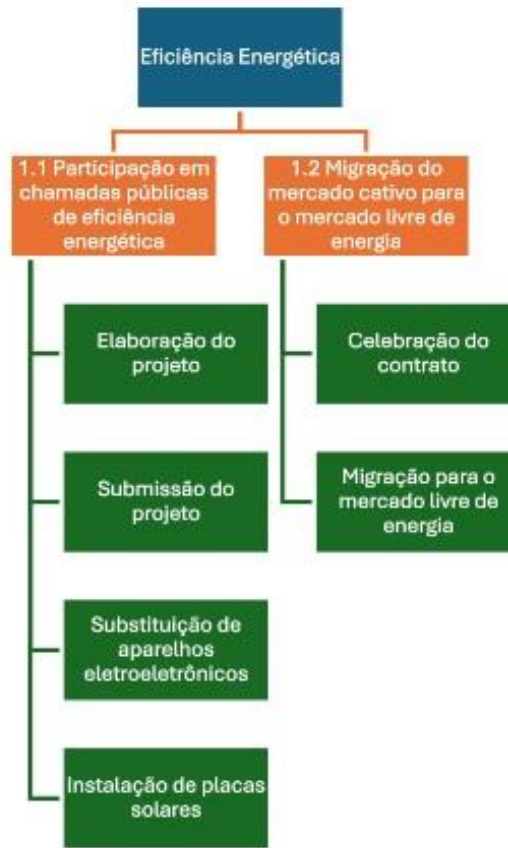 Eficiência Energética
1.1 Participação em
chamadas públicas
de eficiência
energética
1.2 Migração do
mercado cativo para
o mercado livre de
energia
Elaboração do
projeto
Submissão do
projeto
Substituição de
aparelhos
eletroeletrônicos
Instalação de placas
solares
Celebração do
contrato
Migração para o
mercado livre de
energia